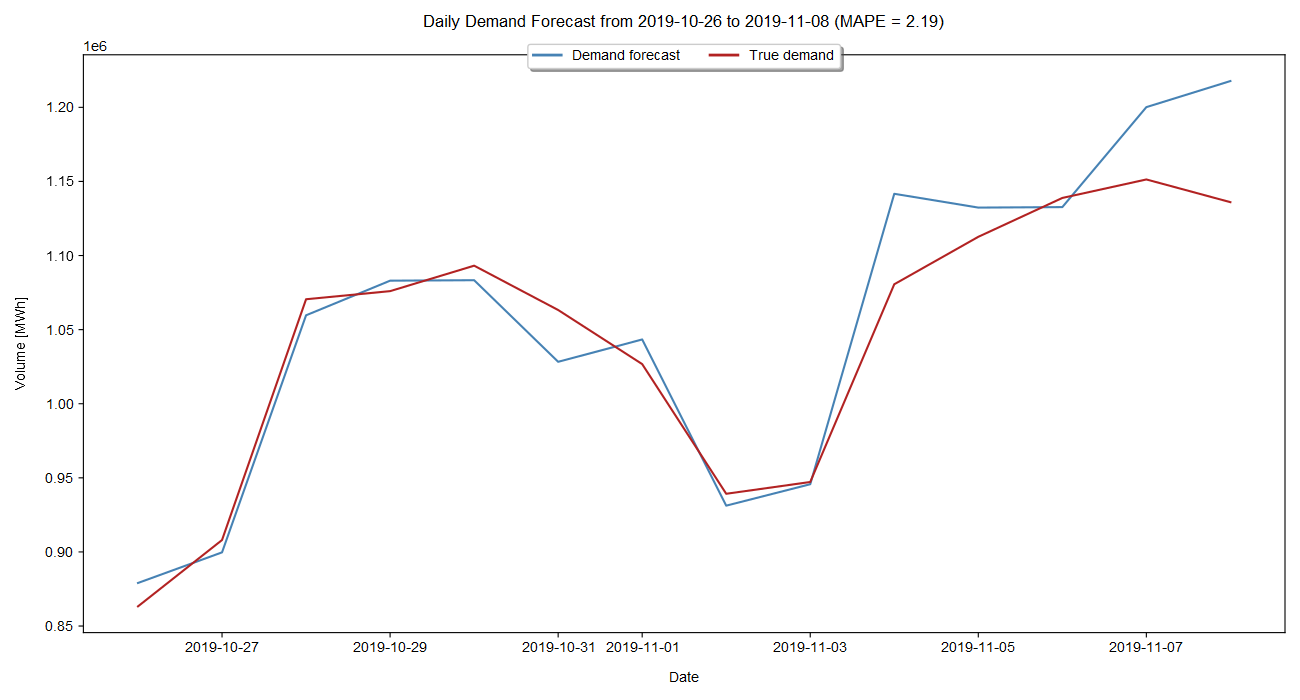 Daily Demand Forecast from 2019-10-26 to 2019-11-08 (MAPE = 2.19)
1e6
Demand forecast True demand
1.20
1.15
1.10
1.05
1.00
0.95
0.90
0.85
Volume [MWh]
2019-10-27 2019-10-29 2019-10-31 2019-11-01 2019-11-03 2019-11-05 2019-11-07
Date